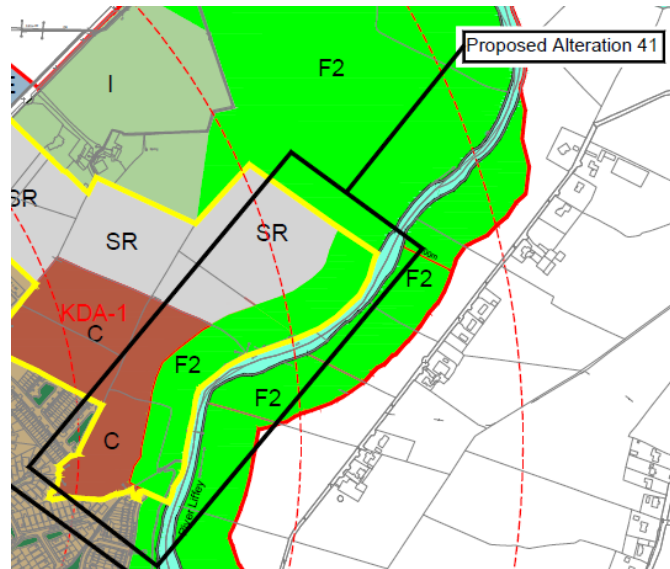 Proposed Alteration 41
F2
I
SR
SR
SR
F2
KDA-1
C
F2
F2
C
River Liffey